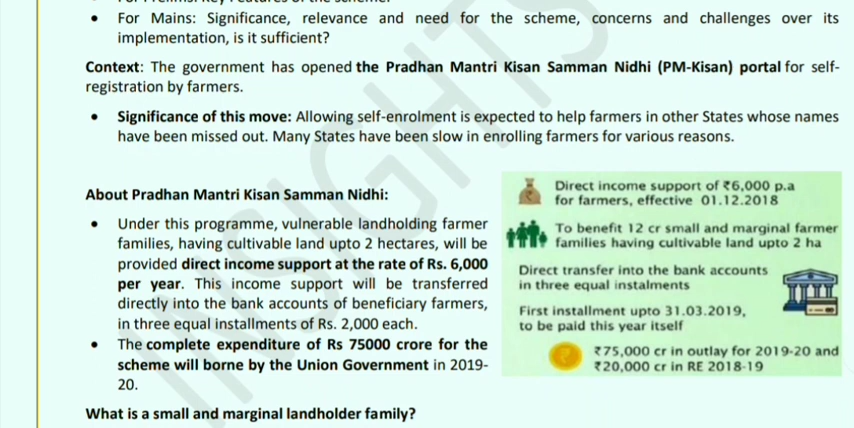 • For Mains: Significance, relevance and need for the scheme, concerns and challenges over its
implementation, is it sufficient?
Context: The government has opened the Pradhan Mantri Kisan Samman Nidhi (PM-Kisan) portal for self-
registration by farmers.
• Significance of this move: Allowing self-enrolment is expected to help farmers in other States whose names
have been missed out. Many States have been slow in enrolling farmers for various reasons.
About Pradhan Mantri Kisan Samman Nidhi:
• Under this programme, vulnerable landholding farmer
families, having cultivable land upto 2 hectares, will be
provided direct income support at the rate of Rs. 6,000
per year. This income support will be transferred
directly into the bank accounts of beneficiary farmers,
in three equal installments of Rs. 2,000 each.
• The complete expenditure of Rs 75000 crore for the
scheme will borne by the Union Government in 2019-
20.
Direct income support of ₹6,000 p.a
for farmers, effective 01.12.2018
To benefit 12 cr small and marginal farmer
families having cultivable land upto 2 ha
Direct transfer into the bank accounts
in three equal instalments
First installment upto 31.03.2019,
to be paid this year itself
₹75,000 cr in outlay for 2019-20 and
₹20,000 cr in RE 2018-19
What is a small and marginal landholder family?
INSIGHTS